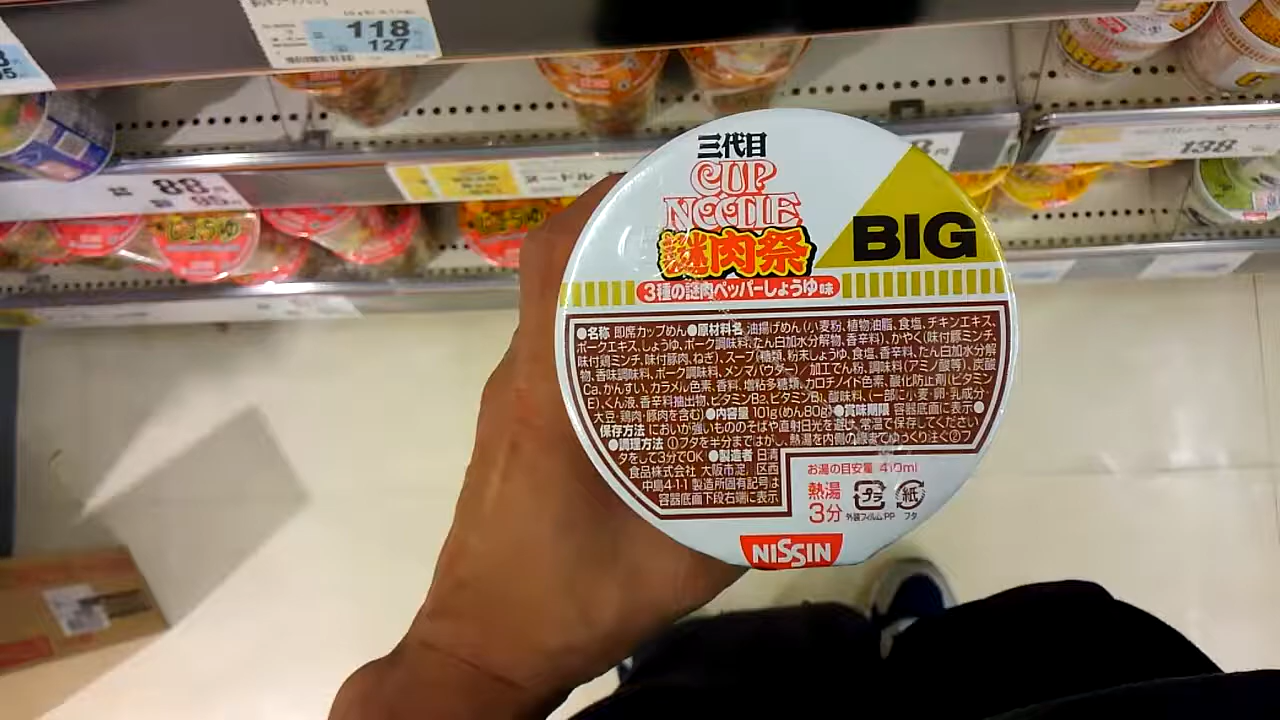 118
127
88
95
ヌードル
138
しょうゆ
三代目
CUP
NOODLE
謎肉祭
BIG
3種の謎肉ペッパーしょうゆ味
●名称 即席カップめん●原材料名 油揚げめん(小麦粉、植物油脂、食塩、チキンエキス、
ポークエキス、しょうゆ、ポーク調味料、たん白加水分解物、香辛料)、かやく(味付豚ミンチ、
味付鶏ミンチ、味付豚肉、ねぎ)、スープ(糖類、粉末しょうゆ、食塩、香辛料、たん白加水分解
物、香味調味料、ポーク調味料、メンマパウダー)／加工でん粉、調味料(アミノ酸等)、炭酸
Ca、かんすい、カラメル色素、香料、増粘多糖類、カロチノイド色素、酸化防止剤(ビタミン
E)、くん液、香辛料抽出物、ビタミンB2、ビタミンB1、酸味料、(一部に小麦・卵・乳成分・
大豆・鶏肉・豚肉を含む)●内容量 101g(めん80g)●賞味期限 容器底面に表示●
保存方法 においが強いもののそばや直射日光を避け、常温で保存してください
●調理方法 ①フタを半分まではがし、熱湯を内側の線までゆっくり注ぐ②フ
タをして3分でOK ●製造者 日清
食品株式会社 大阪市淀川区西
中島4-1-1 製造所固有記号は
容器底面下段右端に表示
お湯の目安量 410ml
熱湯
3分
プラ
外装フィルムPP
紙
フタ
NISSIN